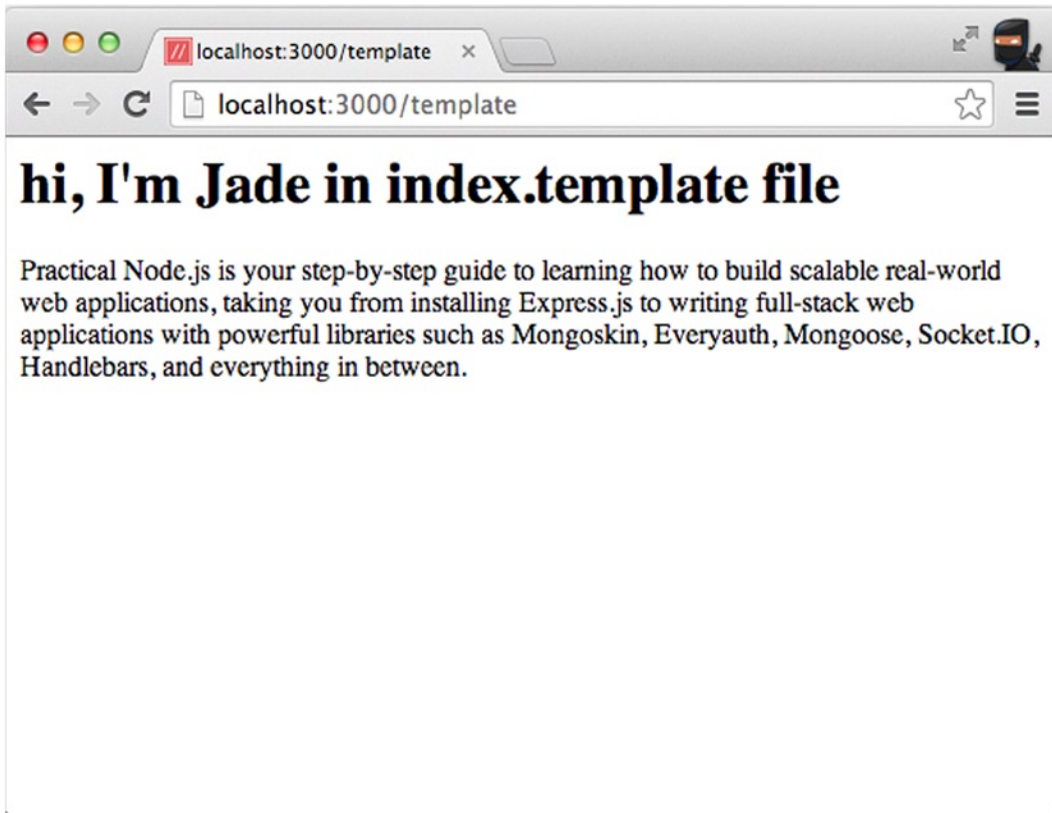 localhost:3000/template
localhost:3000/template
hi, I'm Jade in index.template file
Practical Node.js is your step-by-step guide to learning how to build scalable real-world
web applications, taking you from installing Express.js to writing full-stack web
applications with powerful libraries such as Mongoskin, Everyauth, Mongoose, Socket.IO,
Handlebars, and everything in between.